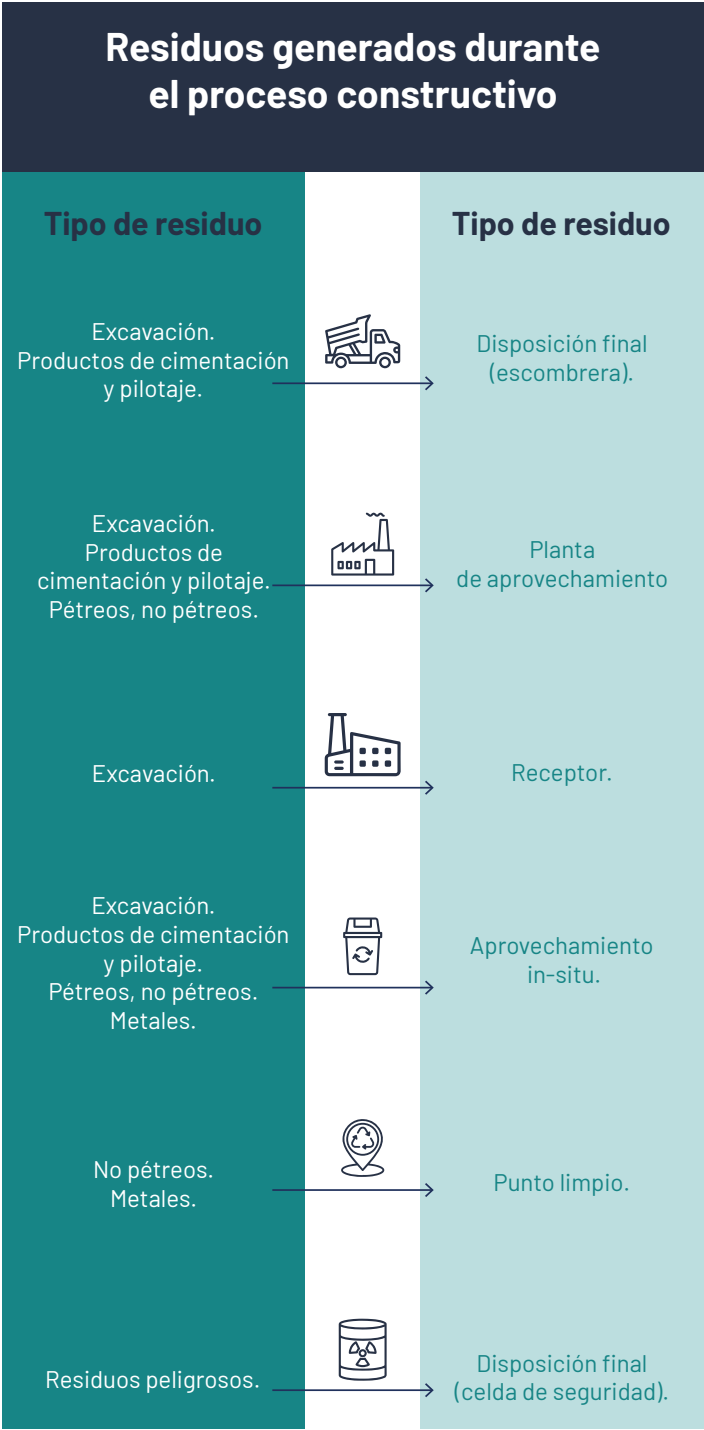 Residuos generados durante
el proceso constructivo
Tipo de residuo
Tipo de residuo
Excavación.
Productos de cimentación
y pilotaje.
Disposición final
(escombrera).
Excavación.
Productos de
cimentación y pilotaje.
Pétreos, no pétreos.
Planta
de aprovechamiento
Excavación.
Receptor.
Excavación.
Productos de cimentación
y pilotaje.
Pétreos, no pétreos.
Metales.
Aprovechamiento
in-situ.
No pétreos.
Metales.
Punto limpio.
Residuos peligrosos.
Disposición final
(celda de seguridad).